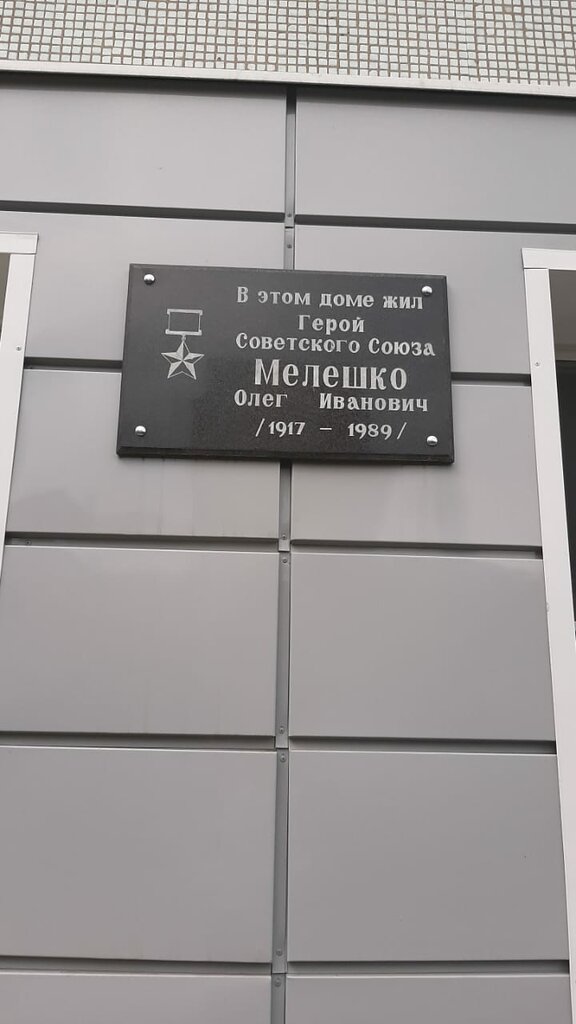 В этом доме жил
Герой
Советского Союза
Мелешко
Олег Иванович
/1917 – 1989/